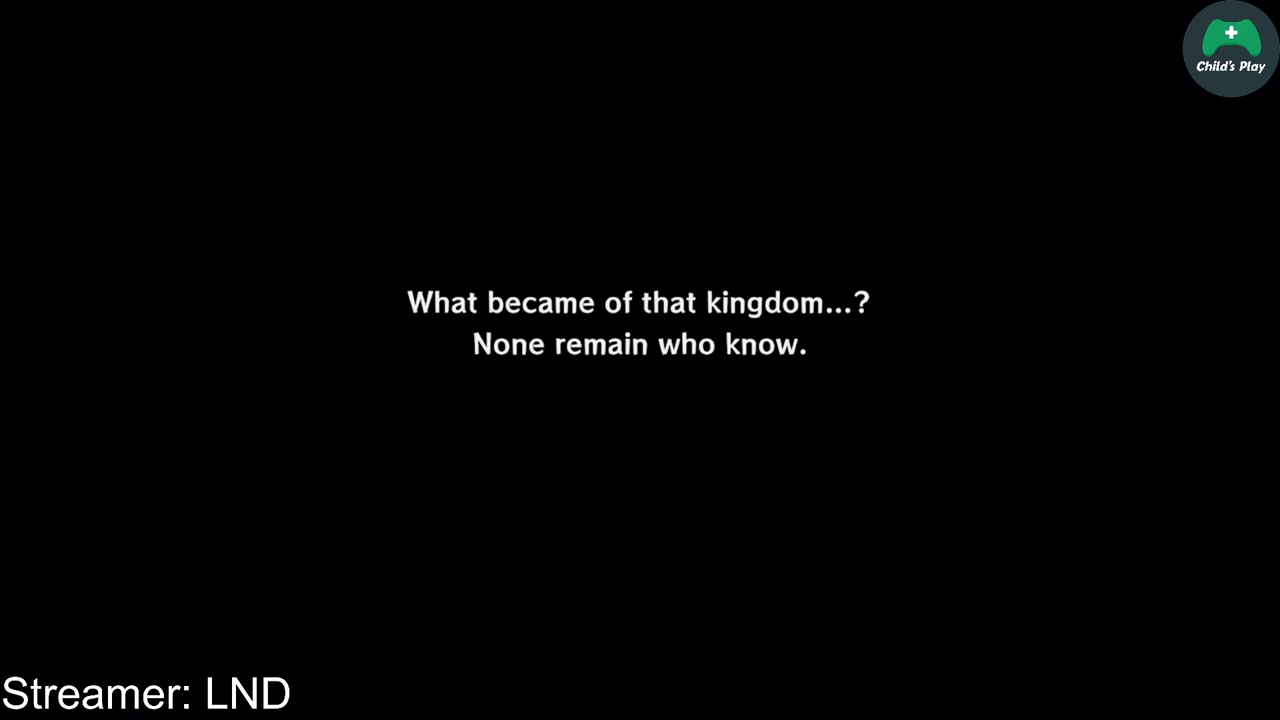 Child's Play
What became of that kingdom...?
None remain who know.
Streamer: LND